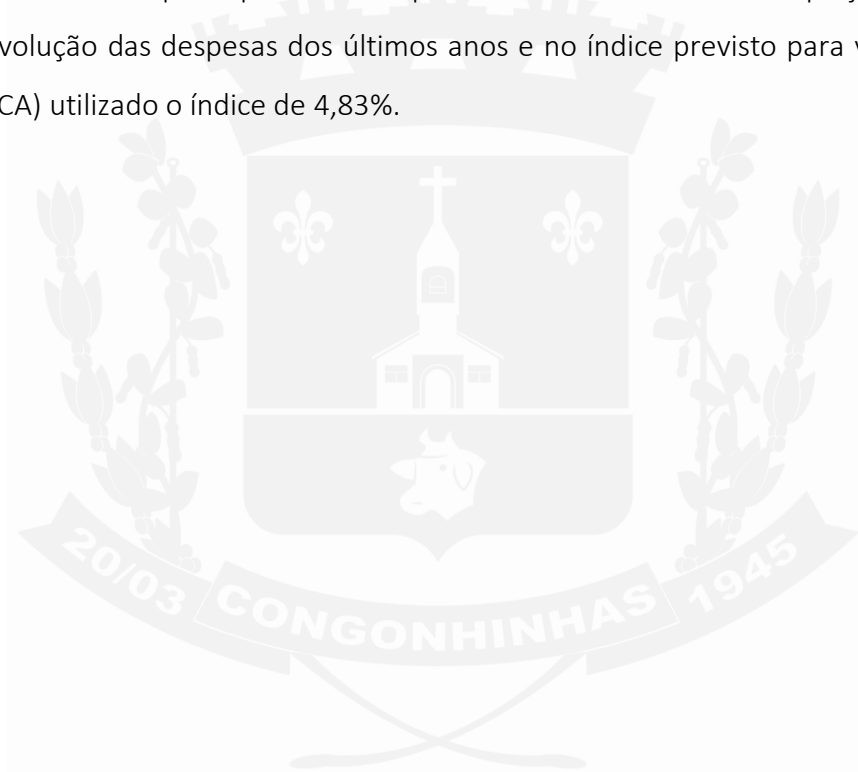 volução das despesas dos últimos anos e no índice previsto para
CA) utilizado o índice de 4,83%.
20/03 CONGONHINHAS 1945